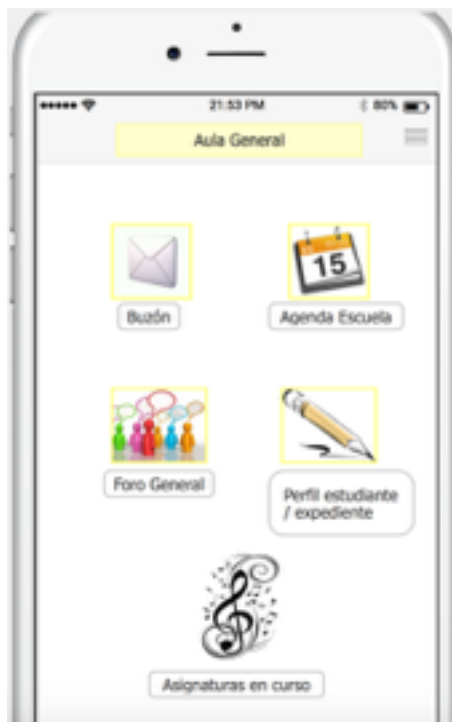 21:53 PM
80%
Aula General
15
Buzón
Agenda Escuela
Foro General
Perfil estudiante
/ expediente
Asignaturas en curso